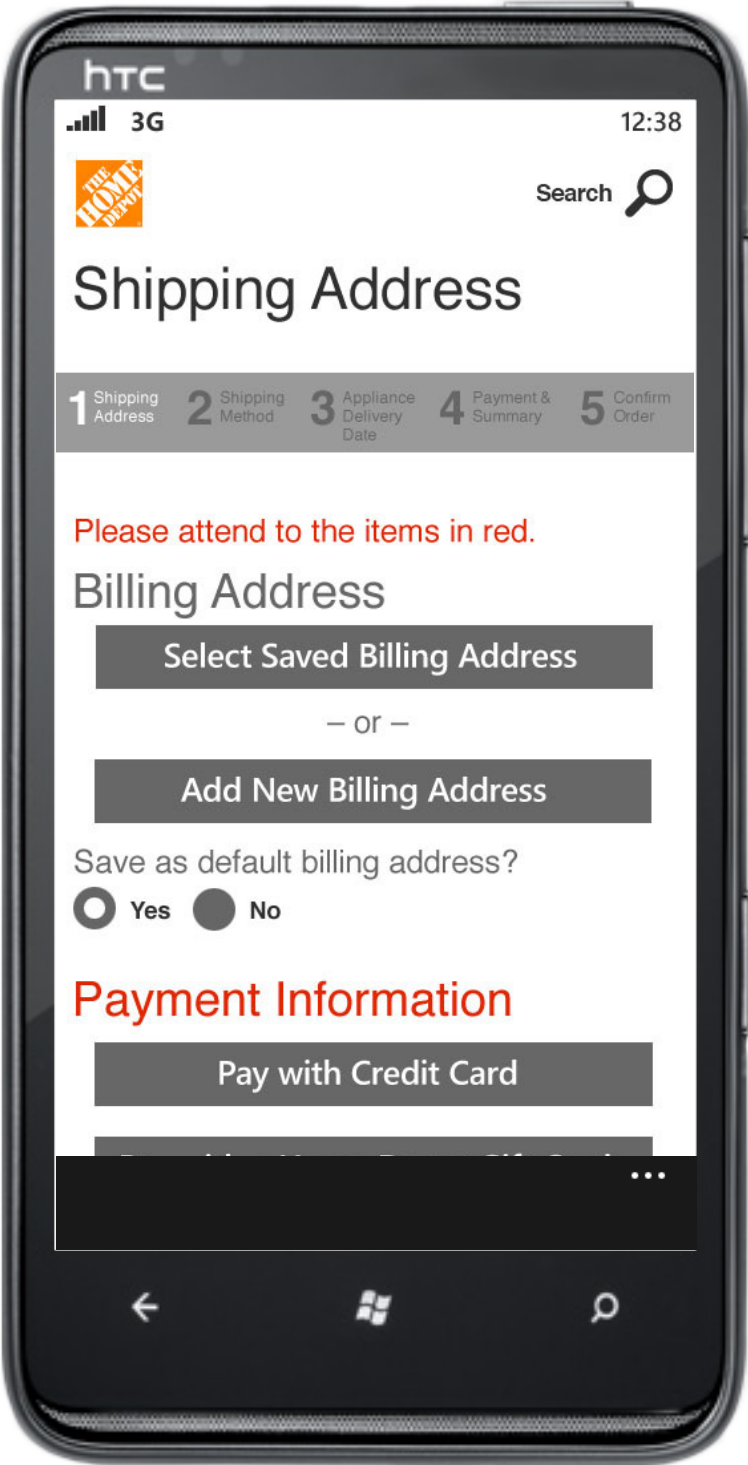 hTC
3G 12:38
THE
HOME
DEPOT
Search
Shipping Address
1 Shipping Address 2 Shipping Method 3 Appliance Delivery Date 4 Payment & Summary 5 Confirm Order
Please attend to the items in red.
Billing Address
Select Saved Billing Address
– or –
Add New Billing Address
Save as default billing address?
Yes No
Payment Information
Pay with Credit Card